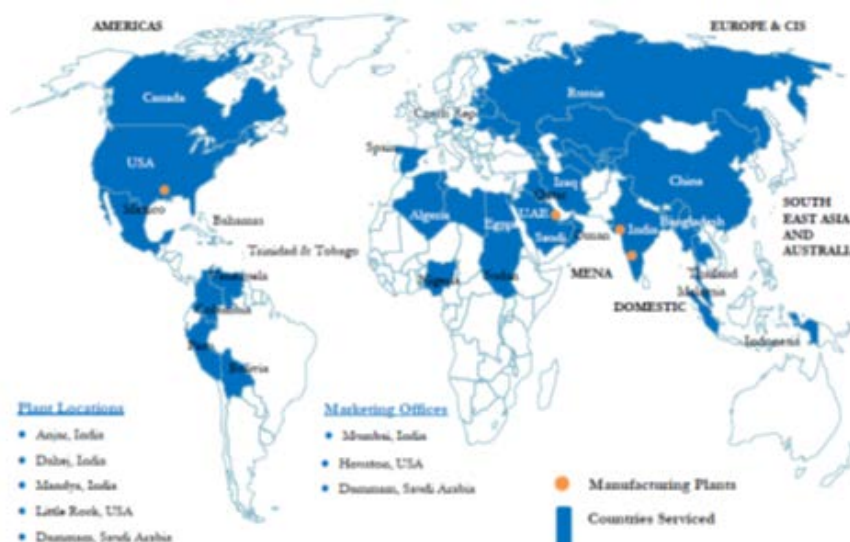 AMERICAS
EUROPE & CIS
Canada
Russia
Czech Rep
USA
Spain
China
Iraq
Mexico
Bahamas
Algeria
Egypt
UAE
Saudi
Oman
India
Bangladesh
SOUTH
EAST ASIA
AND
AUSTRALIA
Trinidad & Tobago
MENA
Thailand
Malaysia
Nigeria
Sudan
DOMESTIC
Indonesia
Bolivia
Plant Locations
Anjar, India
Dahej, India
Mandya, India
Little Rock, USA
Dammam, Saudi Arabia
Marketing Offices
Mumbai, India
Houston, USA
Dammam, Saudi Arabia
Manufacturing Plants
Countries Serviced